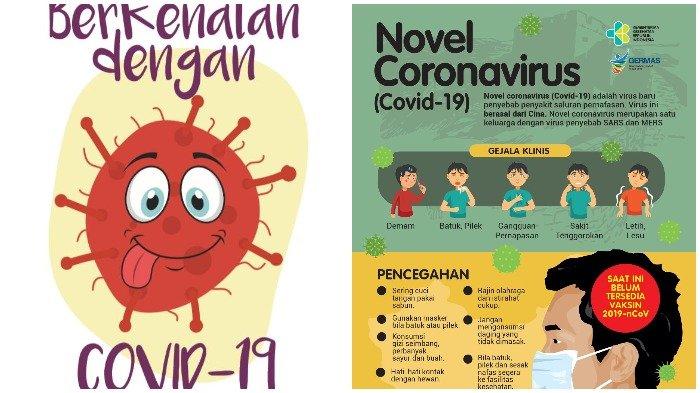 BerKenalan
dengan
COVID-19
Novel
Coronavirus
(Covid-19)
KEMENTERIAN
KESEHATAN
REPUBLIK
INDONESIA
GERMAS
Novel coronavirus (Covid-19) adalah virus baru
penyebab penyakit saluran pernafasan. Virus ini
berasal dari Cina. Novel coronavirus merupakan satu
keluarga dengan virus penyebab SARS dan MERS
GEJALA KLINIS
Demam
Batuk, Pilek
Gangguan
Pernapasan
Sakit
Tenggorokan
Letih,
Lesu
PENCEGAHAN
Sering cuci
tangan pakai
sabun.
Gunakan masker
bila batuk atau pilek
Konsumsi
gizi seimbang,
perbanyak
sayur dan buah.
Hati-hati kontak
dengan hewan.
Rajin olahraga
dan istirahat
cukup.
Jangan
mengonsumsi
daging yang
tidak dimasak.
Bila batuk,
pilek dan sesak
nafas segera
ke fasilitas
kesehatan.
SAAT INI
BELUM
TERSEDIA
VAKSIN
2019-nCoV